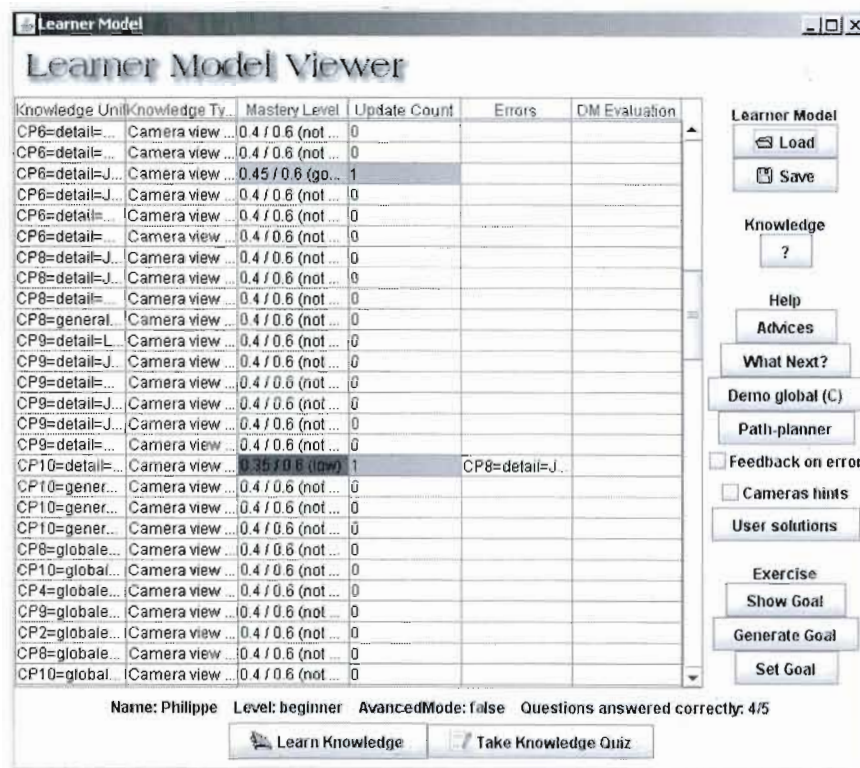 Learner Model
Learner Model Viewer
Knowledge Unit Knowledge Ty... Mastery Level Update Count Errors DM Evaluation
CP6=detail=... Camera view ... 0.4 / 0.6 (not ... 0
CP6=detail=... Camera view ... 0.4 / 0.6 (not ... 0
CP6=detail=J... Camera view ... 0.45 / 0.6 (go... 1
CP6=detail=J... Camera view ... 0.4 / 0.6 (not ... 0
CP6=detail=... Camera view ... 0.4 / 0.6 (not ... 0
CP6=detail=... Camera view ... 0.4 / 0.6 (not ... 0
CP8=detail=J... Camera view ... 0.4 / 0.6 (not ... 0
CP8=detail=J... Camera view ... 0.4 / 0.6 (not ... 0
CP8=detail=... Camera view ... 0.4 / 0.6 (not ... 0
CP8=general... Camera view ... 0.4 / 0.6 (not ... 0
CP9=detail=L... Camera view ... 0.4 / 0.6 (not ... 0
CP9=detail=J... Camera view ... 0.4 / 0.6 (not ... 0
CP9=detail=... Camera view ... 0.4 / 0.6 (not ... 0
CP9=detail=J... Camera view ... 0.4 / 0.6 (not ... 0
CP9=detail=J... Camera view ... 0.4 / 0.6 (not ... 0
CP9=detail=... Camera view ... 0.4 / 0.6 (not ... 0
CP10=detail=... Camera view ... 0.35 / 0.6 (low) 1 CP8=detail=J...
CP10=gener... Camera view ... 0.4 / 0.6 (not ... 0
CP10=gener... Camera view ... 0.4 / 0.6 (not ... 0
CP10=gener... Camera view ... 0.4 / 0.6 (not ... 0
CP8=globale... Camera view ... 0.4 / 0.6 (not ... 0
CP10=global... Camera view ... 0.4 / 0.6 (not ... 0
CP4=globale... Camera view ... 0.4 / 0.6 (not ... 0
CP9=globale... Camera view ... 0.4 / 0.6 (not ... 0
CP2=globale... Camera view ... 0.4 / 0.6 (not ... 0
CP8=globale... Camera view ... 0.4 / 0.6 (not ... 0
CP10=global... Camera view ... 0.4 / 0.6 (not ... 0
Learner Model
Load
Save
Knowledge
?
Help
Advices
What Next?
Demo global (C)
Path-planner
Feedback on error
Cameras hints
User solutions
Exercise
Show Goal
Generate Goal
Set Goal
Name: Philippe Level: beginner AvancedMode: false Questions answered correctly: 4/5
Learn Knowledge Take Knowledge Quiz